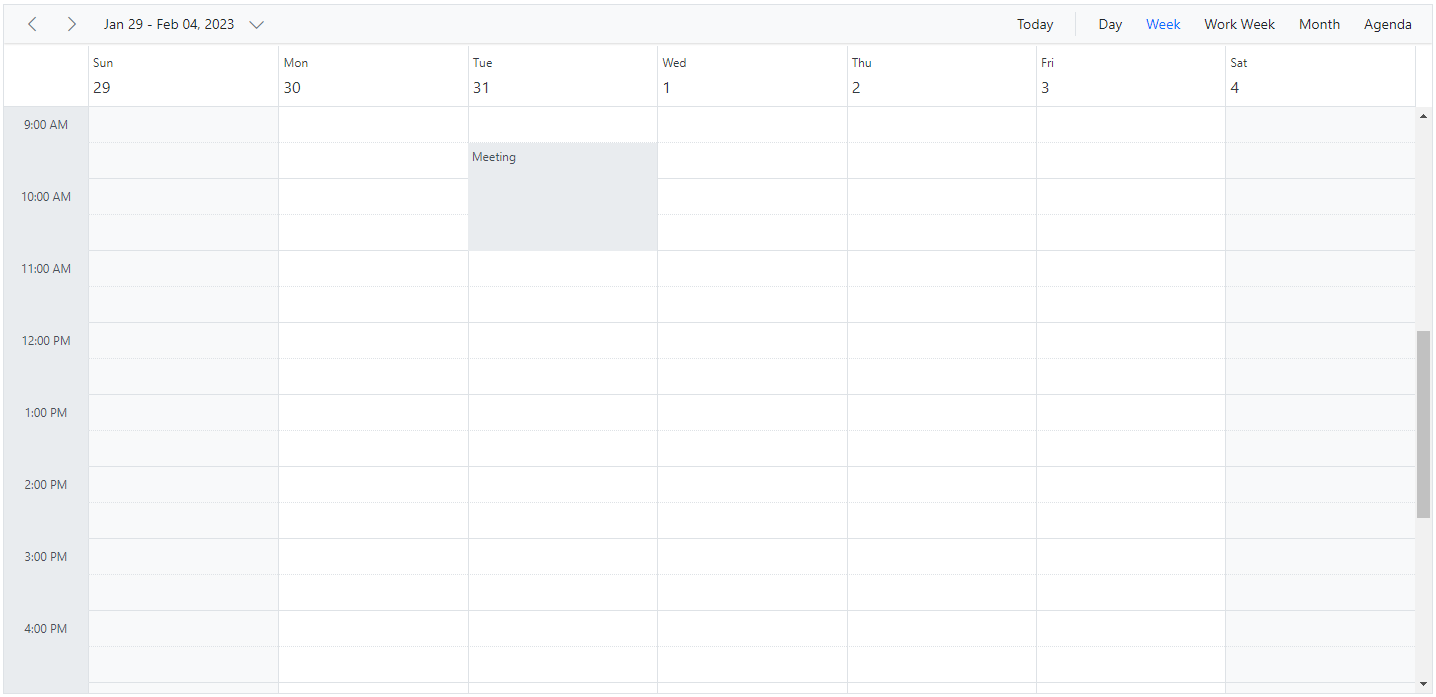 Jan 29 - Feb 04, 2023 Today Day Week Work Week Month Agenda
Sun Mon Tue Wed Thu Fri Sat
29 30 31 1 2 3 4
9:00 AM
Meeting
10:00 AM
11:00 AM
12:00 PM
1:00 PM
2:00 PM
3:00 PM
4:00 PM